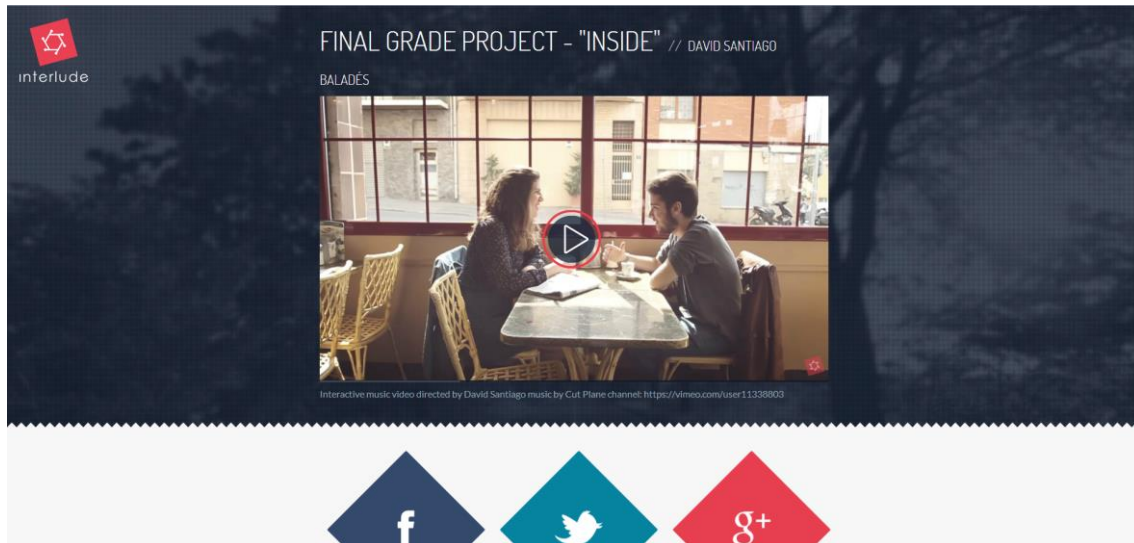 interlude
FINAL GRADE PROJECT - "INSIDE" // DAVID SANTIAGO
BALADÉS
Interactive music video directed by David Santiago music by Cut Plane channel: https://vimeo.com/user11338803
f
g+